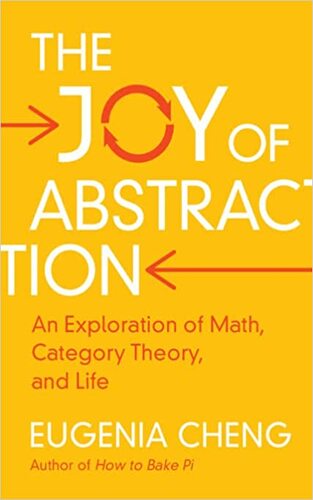 THE
JOY OF
ABSTRACT
TION
An Exploration of Math,
Category Theory,
and Life
EUGENIA CHENG
Author of How to Bake Pi